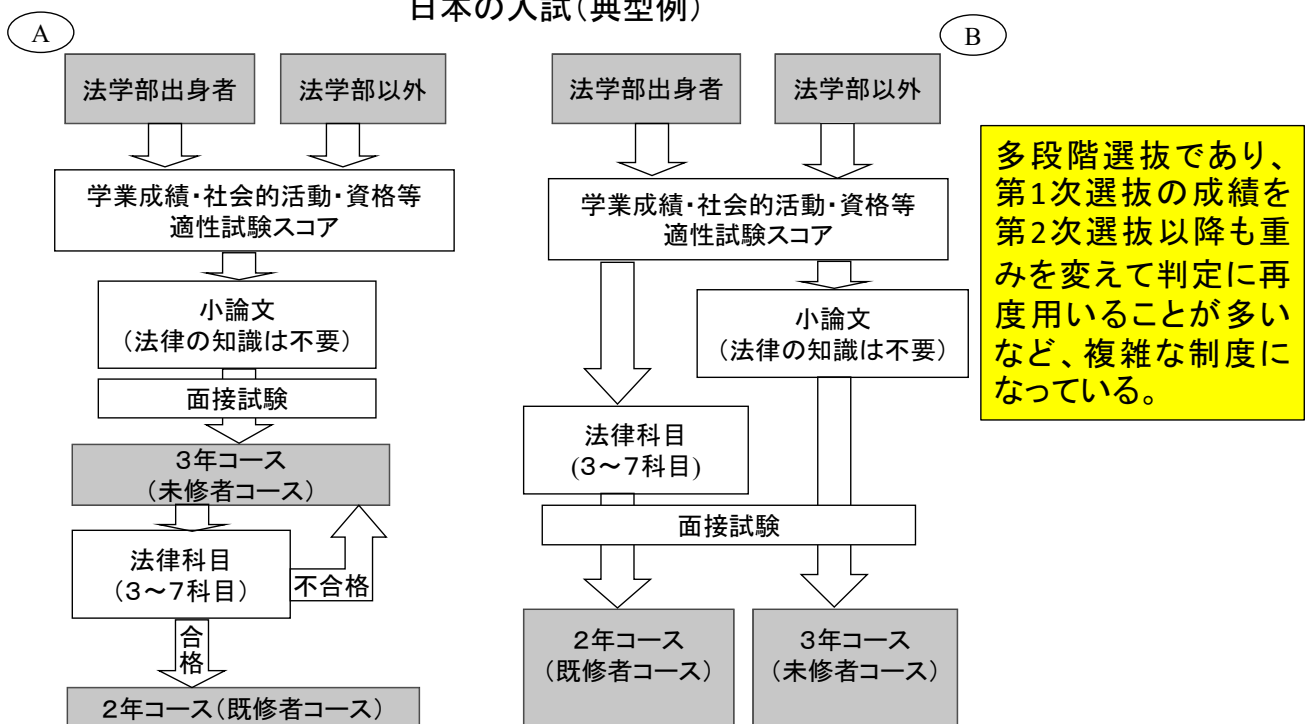 日本の入試（典型例）
A
法学部出身者
法学部以外
学業成績・社会的活動・資格等
適性試験スコア
小論文
（法律の知識は不要）
面接試験
３年コース
（未修者コース）
法律科目
（３～７科目）
不合格
合
格
２年コース（既修者コース）
B
法学部出身者
法学部以外
学業成績・社会的活動・資格等
適性試験スコア
小論文
（法律の知識は不要）
法律科目
(３～７科目)
面接試験
２年コース
（既修者コース）
３年コース
（未修者コース）
多段階選抜であり、
第1次選抜の成績を
第2次選抜以降も重
みを変えて判定に再
度用いることが多い
など、複雑な制度に
なっている。